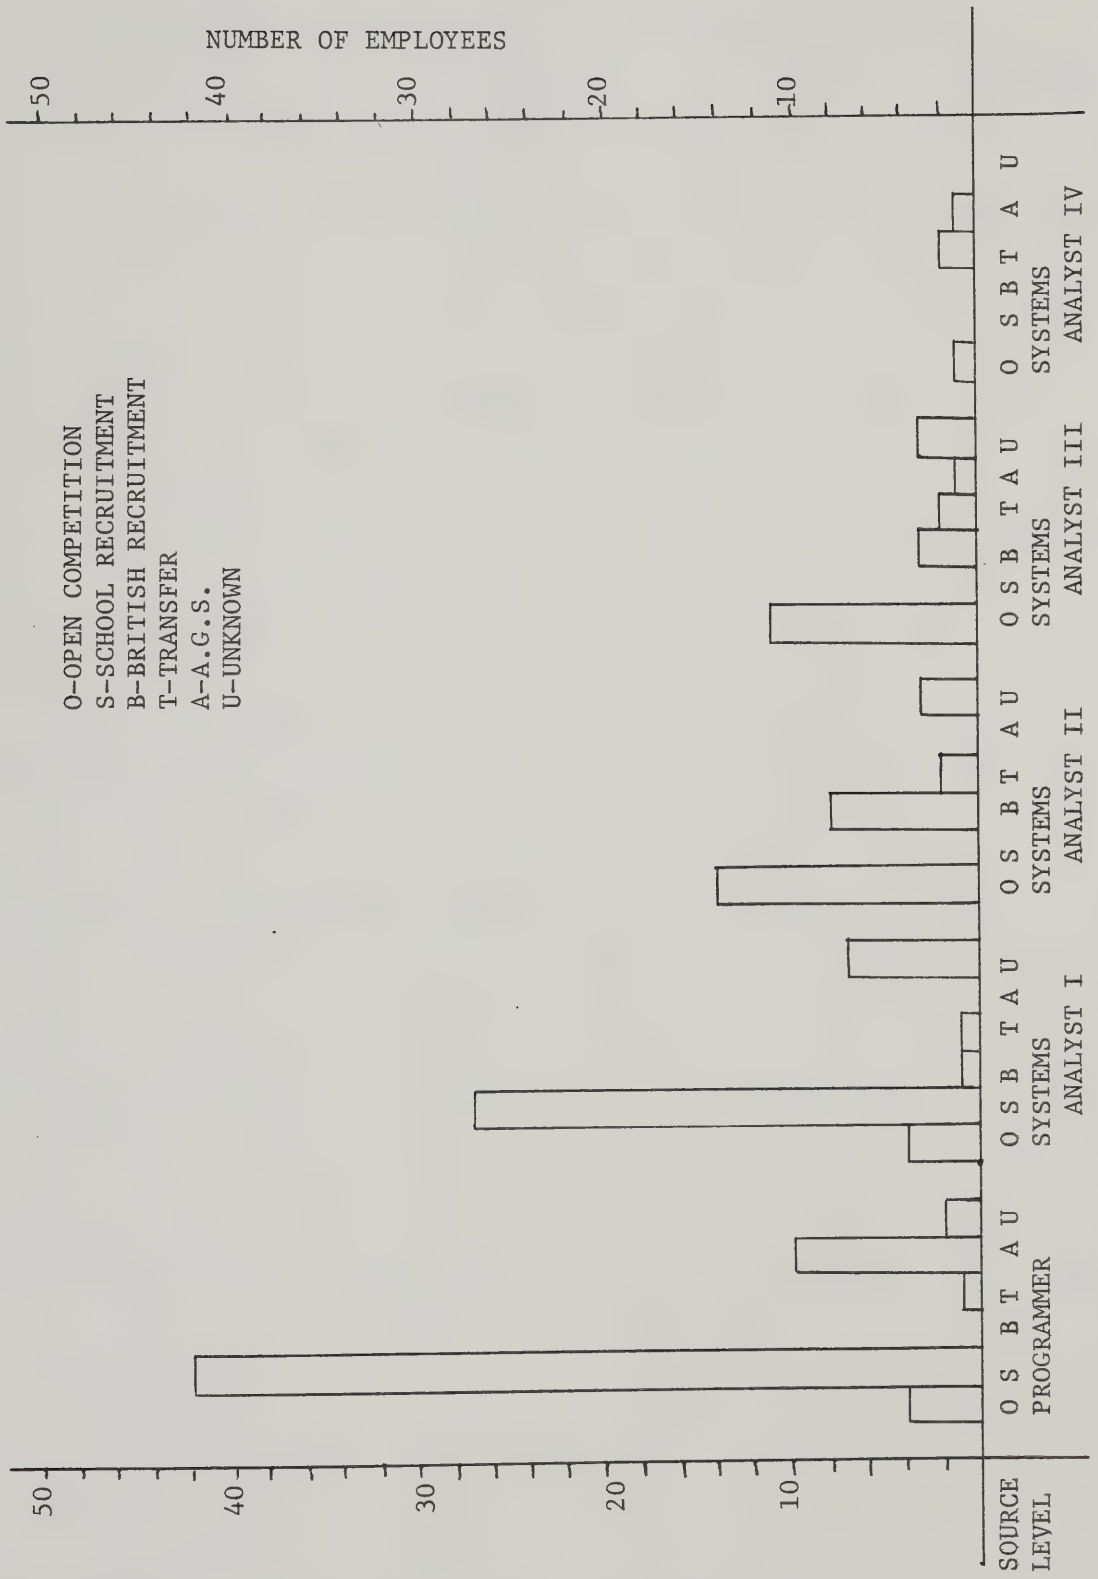 NUMBER OF EMPLOYEES
50
40
30
20
10
50
40
30
20
10
O-OPEN COMPETITION
S-SCHOOL RECRUITMENT
B-BRITISH RECRUITMENT
T-TRANSFER
A-A.G.S.
U-UNKNOWN
SOURCE O S B T A U O S B T A U O S B T A U O S B T A U O S B T A U
LEVEL PROGRAMMER SYSTEMS SYSTEMS SYSTEMS SYSTEMS
ANALYST I ANALYST II ANALYST III ANALYST IV